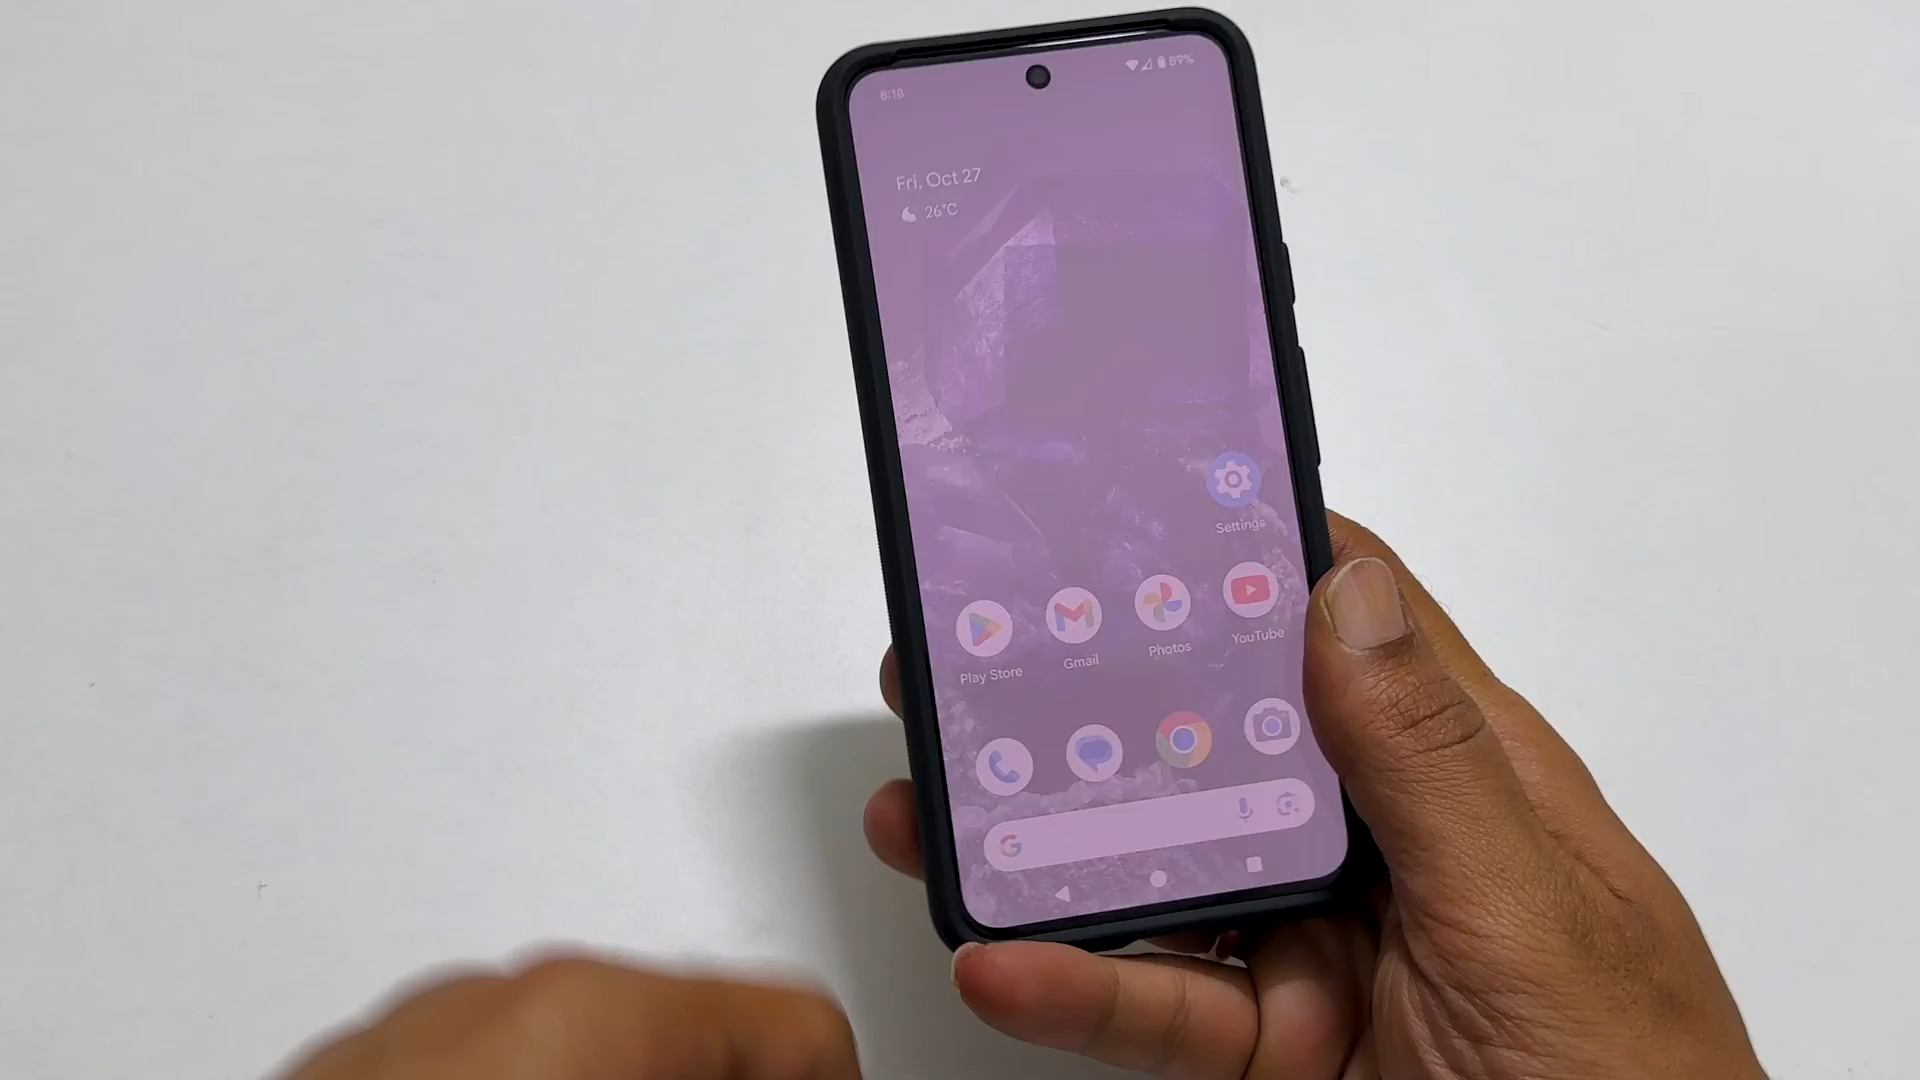 8:18
89%
Fri, Oct 27
26°C
Settings
Play Store
Gmail
Photos
YouTube
G